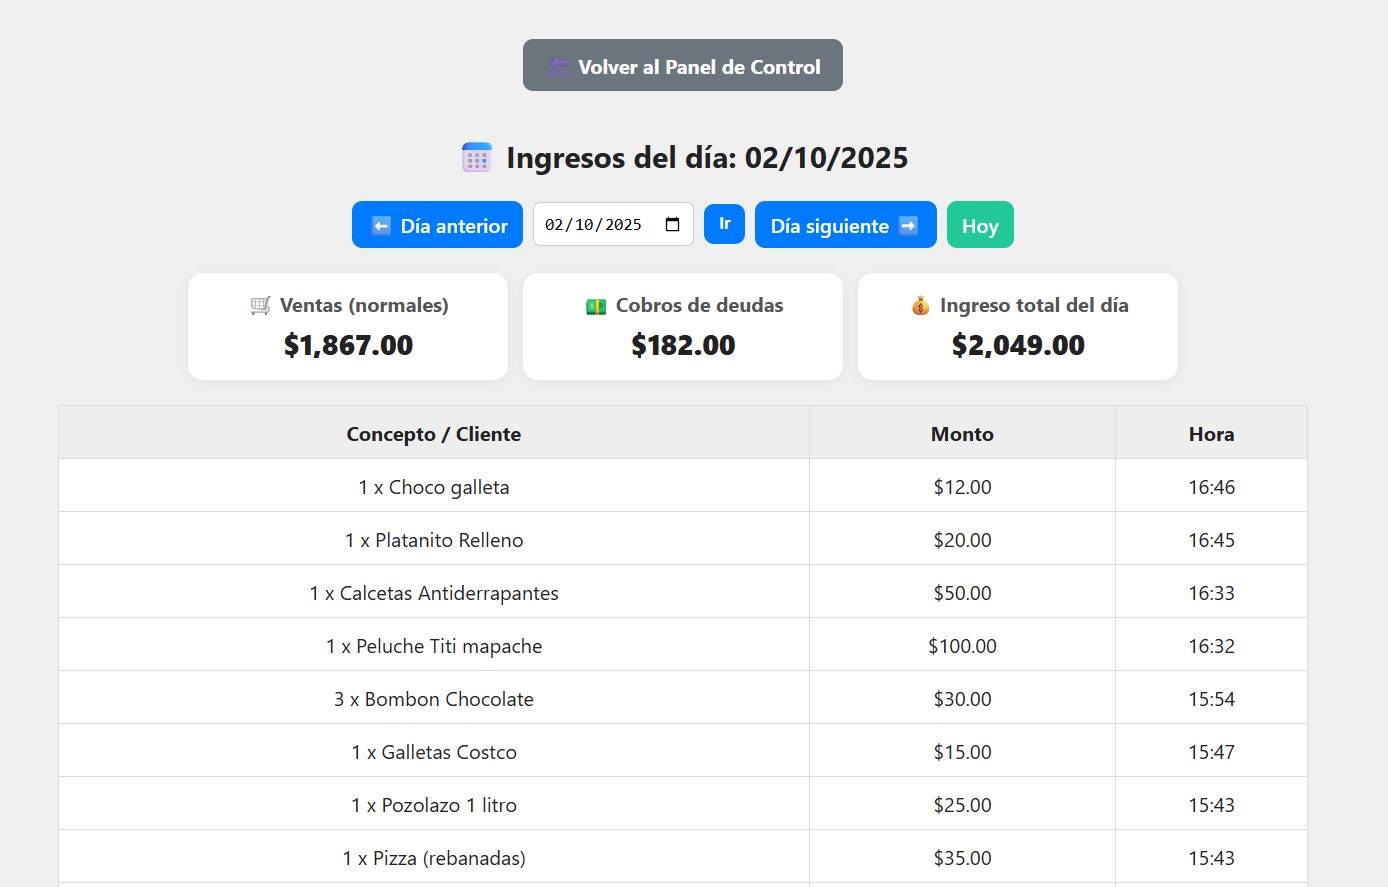 Volver al Panel de Control
Ingresos del día: 02/10/2025
Día anterior 02/10/2025 Ir Día siguiente Hoy
Ventas (normales) Cobros de deudas Ingreso total del día
$1,867.00 $182.00 $2,049.00
Concepto / Cliente Monto Hora
1 x Choco galleta $12.00 16:46
1 x Platanito Relleno $20.00 16:45
1 x Calcetas Antiderrapantes $50.00 16:33
1 x Peluche Titi mapache $100.00 16:32
3 x Bombon Chocolate $30.00 15:54
1 x Galletas Costco $15.00 15:47
1 x Pozolazo 1 litro $25.00 15:43
1 x Pizza (rebanadas) $35.00 15:43